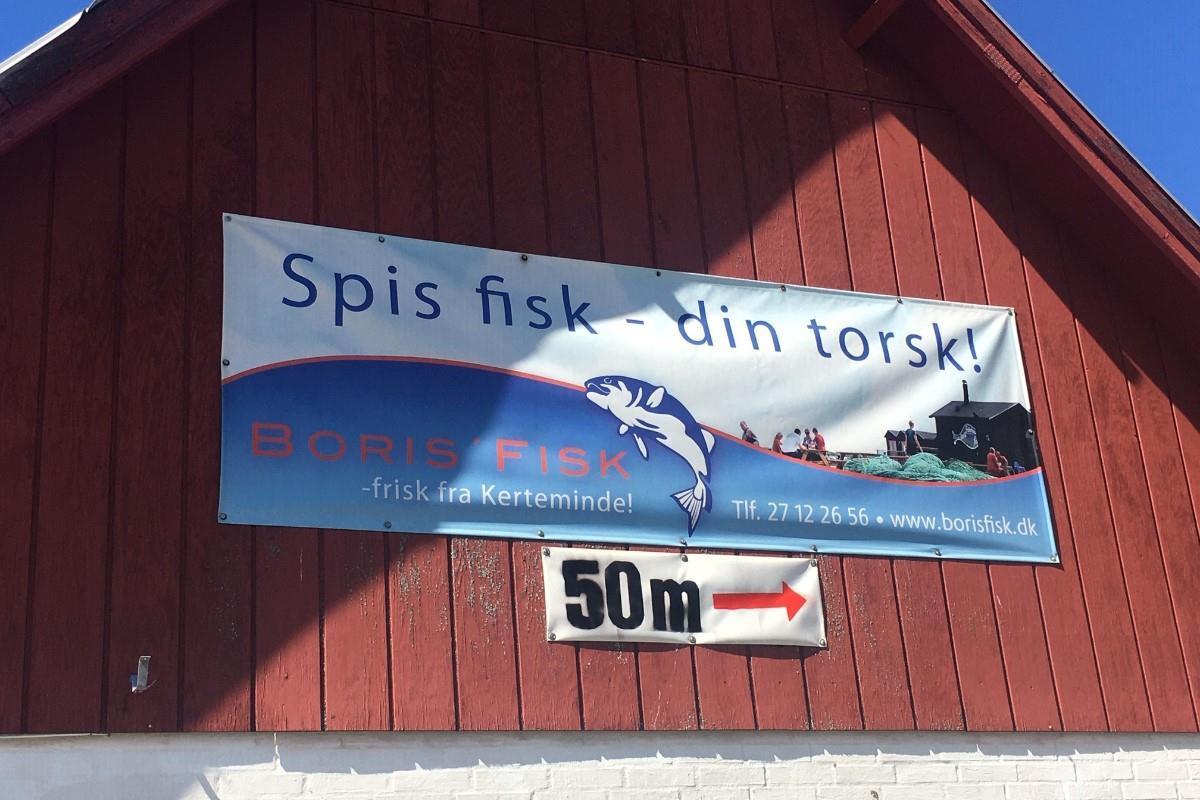 Spis fisk - din torsk!
BORIS' FISK
-frisk fra Kerteminde!
Tlf. 27 12 26 56 • www.borisfisk.dk
50m